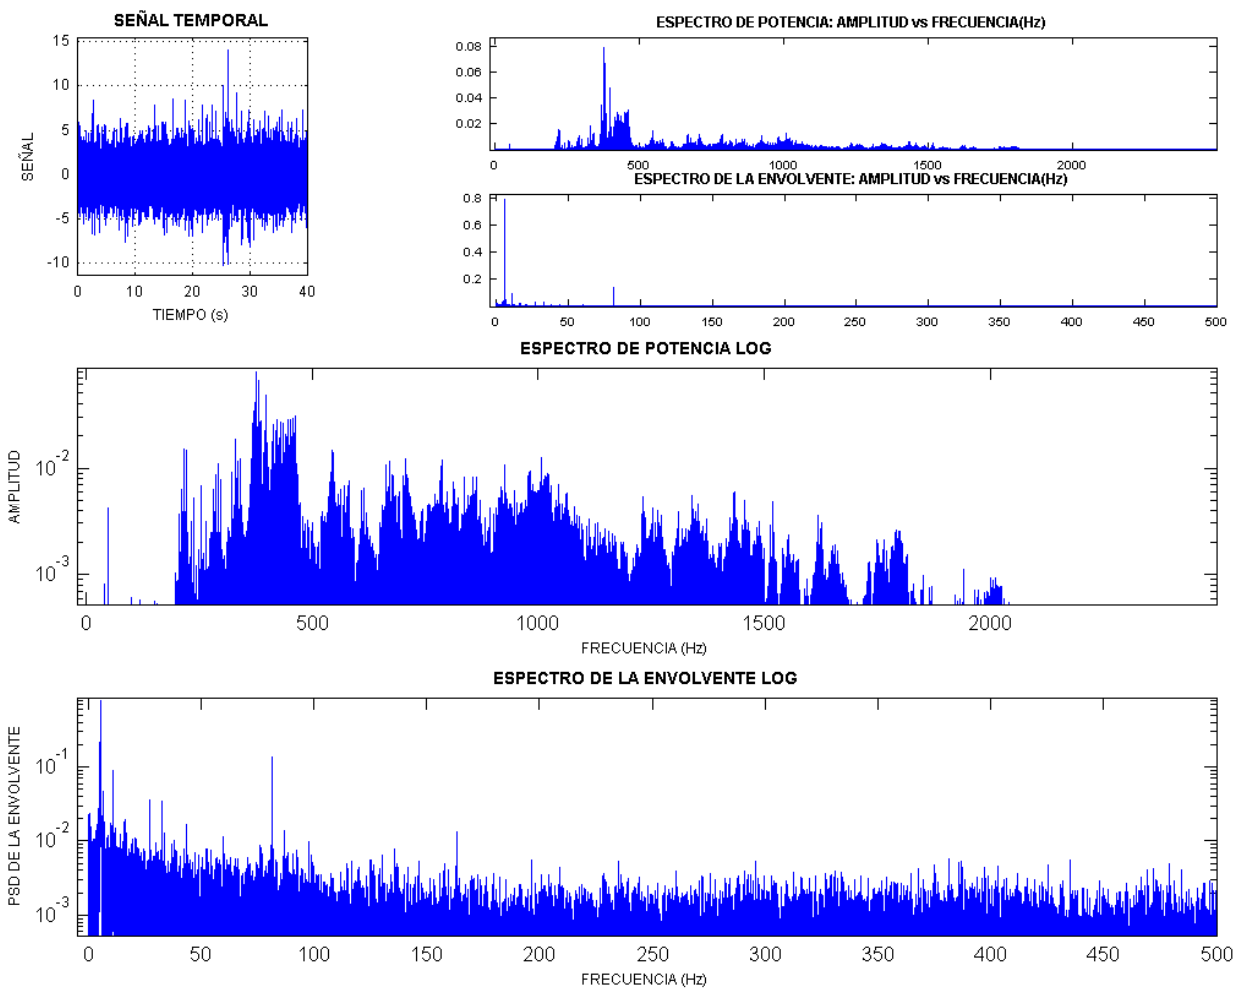 SEÑAL TEMPORAL
15
10
5
0
-5
-10
SEÑAL
0 10 20 30 40
TIEMPO (s)
ESPECTRO DE POTENCIA: AMPLITUD vs FRECUENCIA(Hz)
0.08
0.06
0.04
0.02
0 500 1000 1500 2000
ESPECTRO DE LA ENVOLVENTE: AMPLITUD vs FRECUENCIA(Hz)
0.8
0.6
0.4
0.2
0 50 100 150 200 250 300 350 400 450 500
ESPECTRO DE POTENCIA LOG
AMPLITUD
10-2
10-3
0 500 1000 1500 2000
FRECUENCIA (Hz)
ESPECTRO DE LA ENVOLVENTE LOG
PSD DE LA ENVOLVENTE
10-1
10-2
10-3
0 50 100 150 200 250 300 350 400 450 500
FRECUENCIA (Hz)